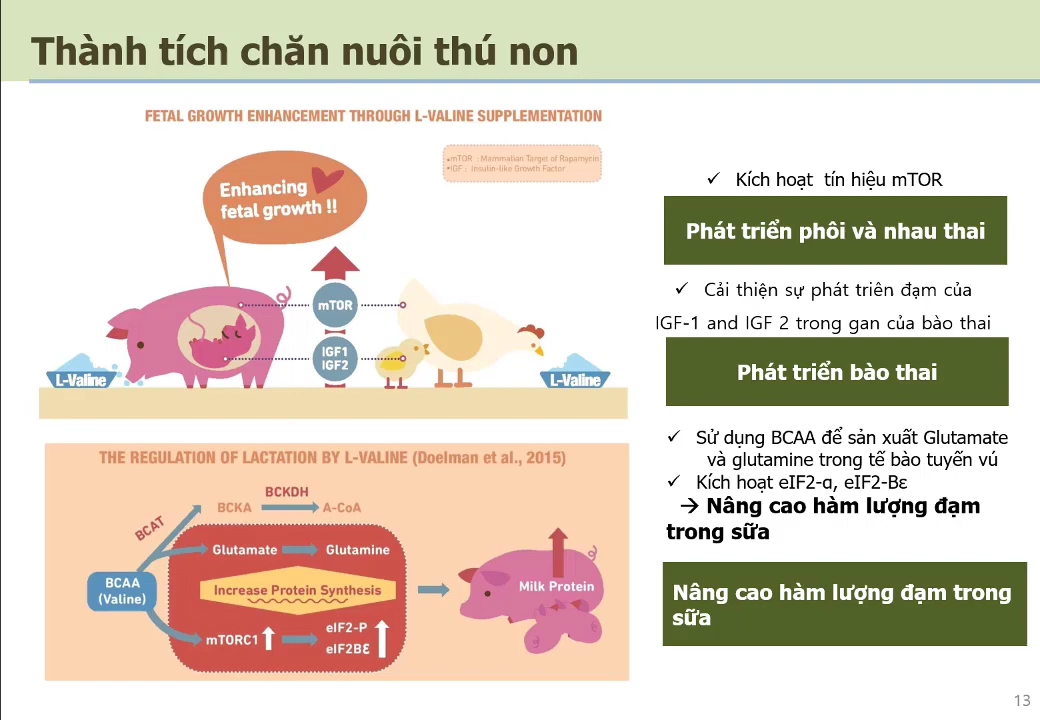 Thành tích chăn nuôi thú non
FETAL GROWTH ENHANCEMENT THROUGH L-VALINE SUPPLEMENTATION
•mTOR : Mammalian Target of Rapamycin
•IGF : Insulin-like Growth Factor
Enhancing
fetal growth !!
mTOR
IGF1
IGF2
L-Valine
L-Valine
✓ Kích hoạt tín hiệu mTOR
Phát triển phôi và nhau thai
✓ Cải thiện sự phát triên đạm của
IGF-1 and IGF 2 trong gan của bào thai
Phát triển bào thai
✓ Sử dụng BCAA để sản xuất Glutamate
và glutamine trong tế bào tuyến vú
✓ Kích hoạt eIF2-α, eIF2-Bε
→ Nâng cao hàm lượng đạm
trong sữa
Nâng cao hàm lượng đạm trong
sữa
THE REGULATION OF LACTATION BY L-VALINE (Doelman et al., 2015)
BCKDH
BCKA
A-CoA
BCAT
Glutamate
Glutamine
BCAA
(Valine)
Increase Protein Synthesis
mTORC1
eIF2-P
eIF2Bε
Milk Protein
13